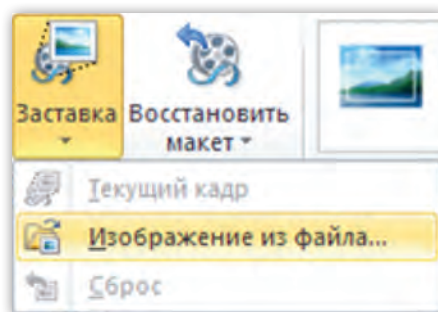 Заставка Восстановить
макет
Текущий кадр
Изображение из файла...
Сброс